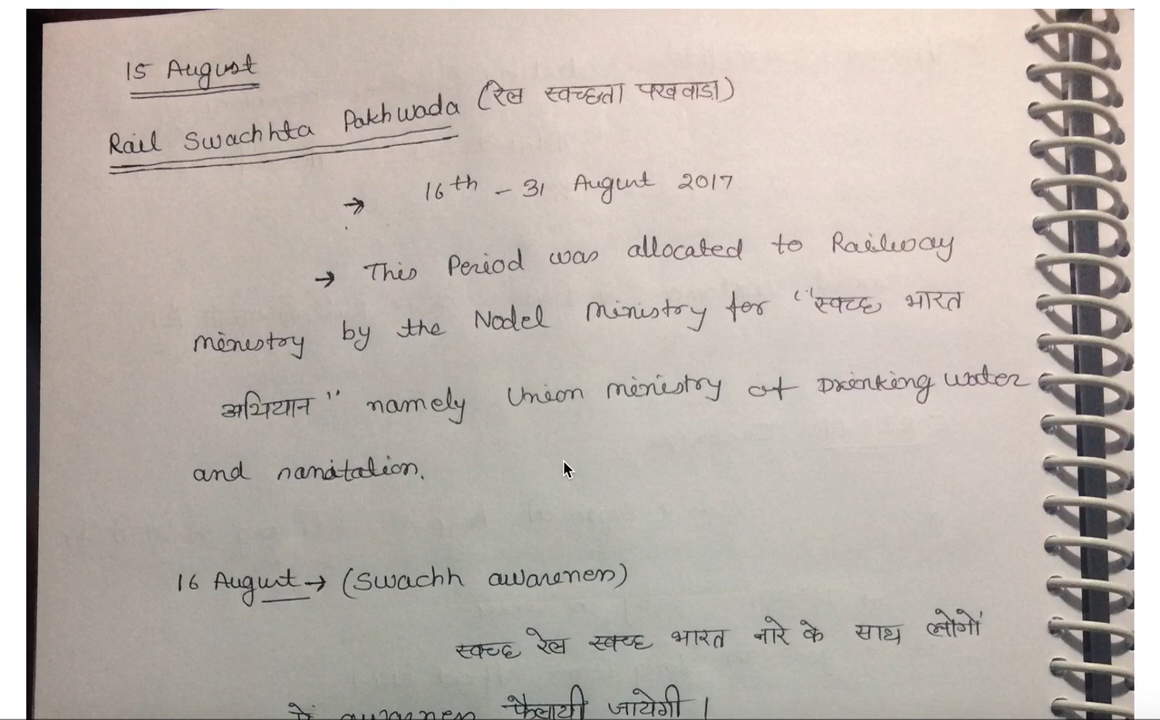 15 August
Rail Swachhta Pakhwada (रेल स्वच्छता पखवाडा)
→ 16th - 31 August 2017
→ This Period was allocated to Railway
ministry by the Nodel Ministry for "स्वच्छ भारत
अभियान" namely Union ministry of Drinking water
and sanitation.
16 August → (Swachh awareness)
स्वच्छ रेल स्वच्छ भारत नारे के साथ लोगों
में awareness फैलायी जायेगी।